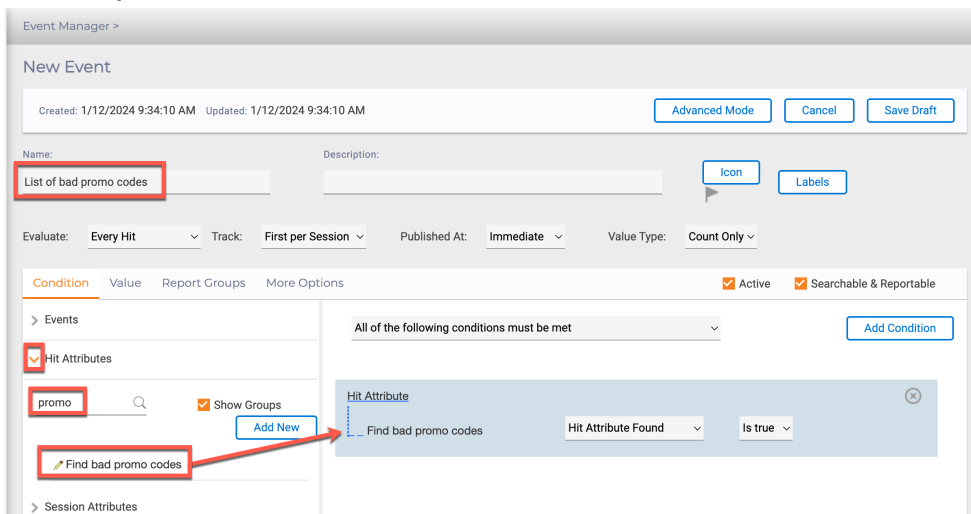 Event Manager >
New Event
Created: 1/12/2024 9:34:10 AM Updated: 1/12/2024 9:34:10 AM Advanced Mode Cancel Save Draft
Name: Description:
List of bad promo codes Icon Labels
Evaluate: Every Hit Track: First per Session Published At: Immediate Value Type: Count Only
Condition Value Report Groups More Options Active Searchable & Reportable
Events All of the following conditions must be met Add Condition
Hit Attributes
promo Show Groups Hit Attribute
Add New Find bad promo codes Hit Attribute Found Is true
Find bad promo codes
Session Attributes